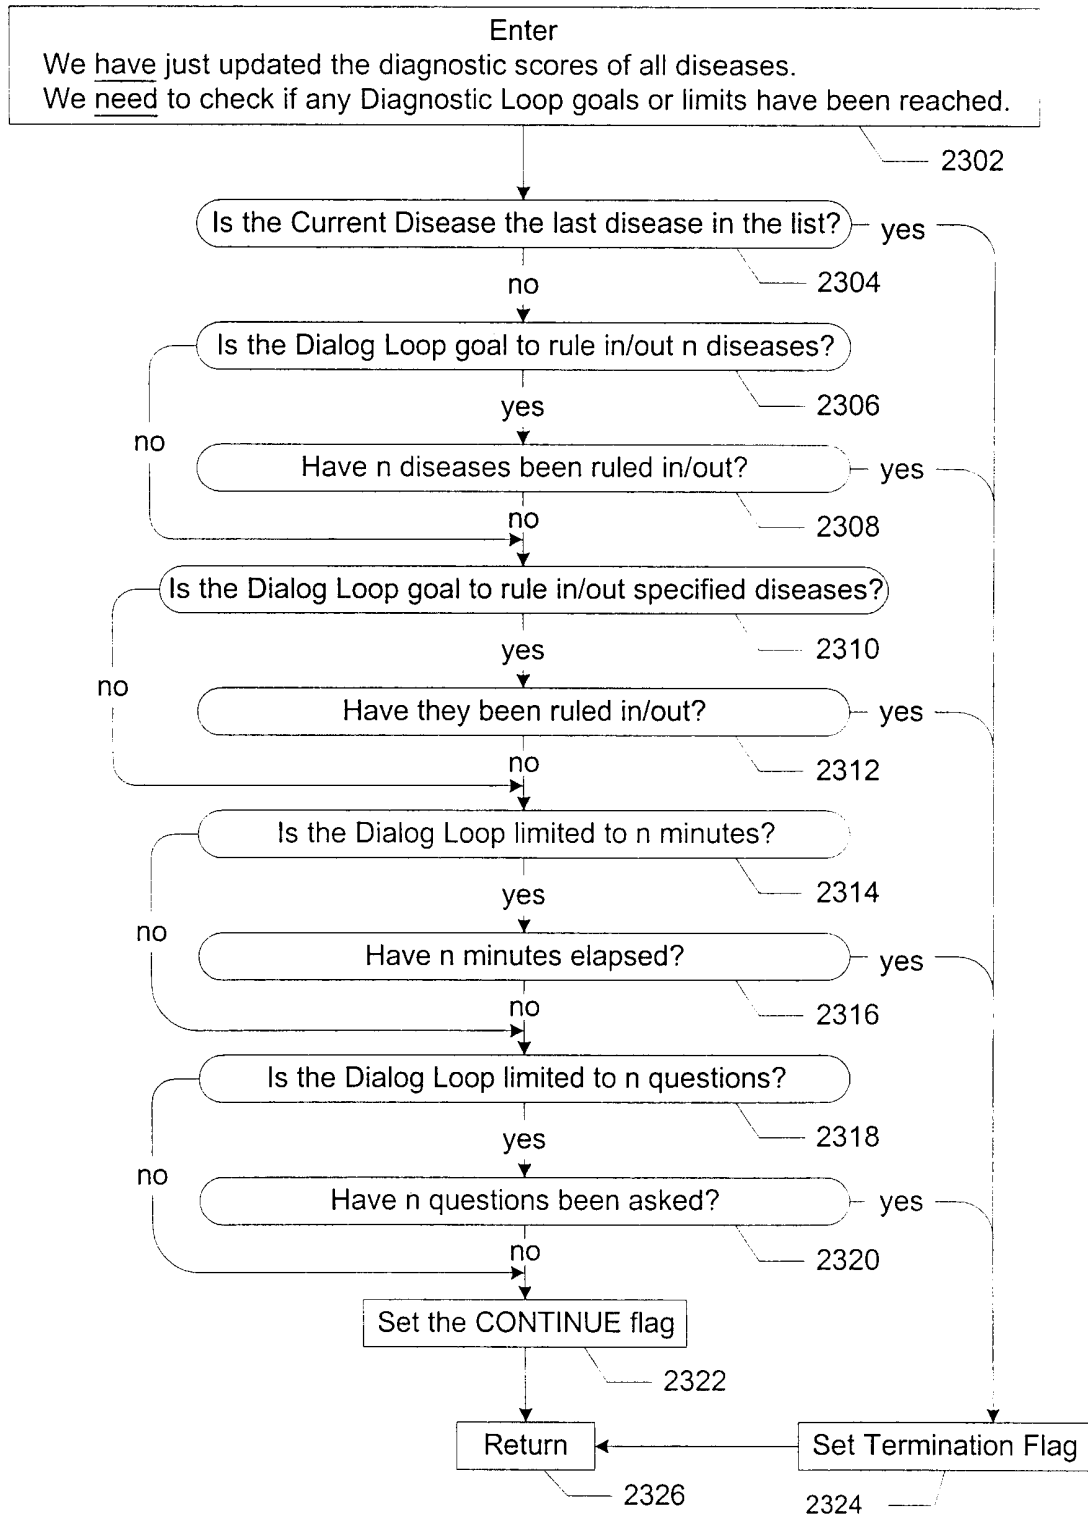 Enter
We have just updated the diagnostic scores of all diseases.
We need to check if any Diagnostic Loop goals or limits have been reached.
2302
Is the Current Disease the last disease in the list?
yes
2304
no
Is the Dialog Loop goal to rule in/out n diseases?
2306
yes
no
Have n diseases been ruled in/out?
yes
2308
no
Is the Dialog Loop goal to rule in/out specified diseases?
2310
yes
no
Have they been ruled in/out?
yes
2312
no
Is the Dialog Loop limited to n minutes?
2314
yes
no
Have n minutes elapsed?
yes
2316
no
Is the Dialog Loop limited to n questions?
2318
yes
no
Have n questions been asked?
yes
2320
no
Set the CONTINUE flag
2322
Return
Set Termination Flag
2326
2324